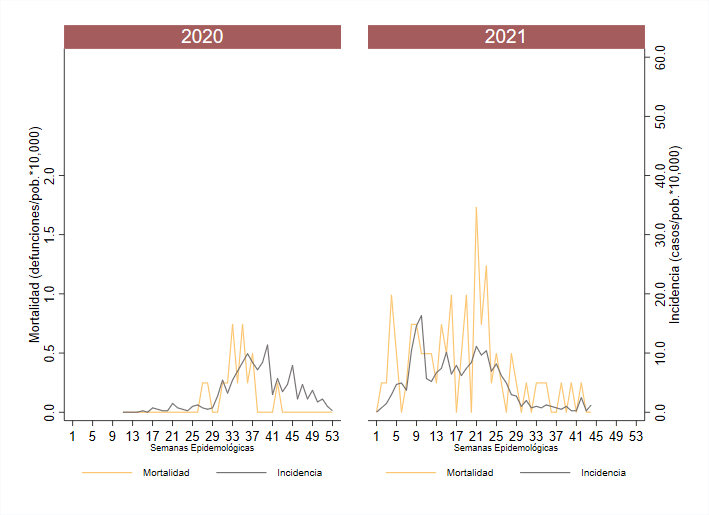 2020
2021
Mortalidad (defunciones/pob.*10,000)
2.0
1.5
1.0
0.5
0.0
1 5 9 13 17 21 25 29 33 37 41 45 49 53
Semanas Epidemológicas
Mortalidad Incidencia
60.0
50.0
40.0
30.0
20.0
10.0
0.0
Incidencia (casos/pob.*10,000)
1 5 9 13 17 21 25 29 33 37 41 45 49 53
Semanas Epidemológicas
Mortalidad Incidencia